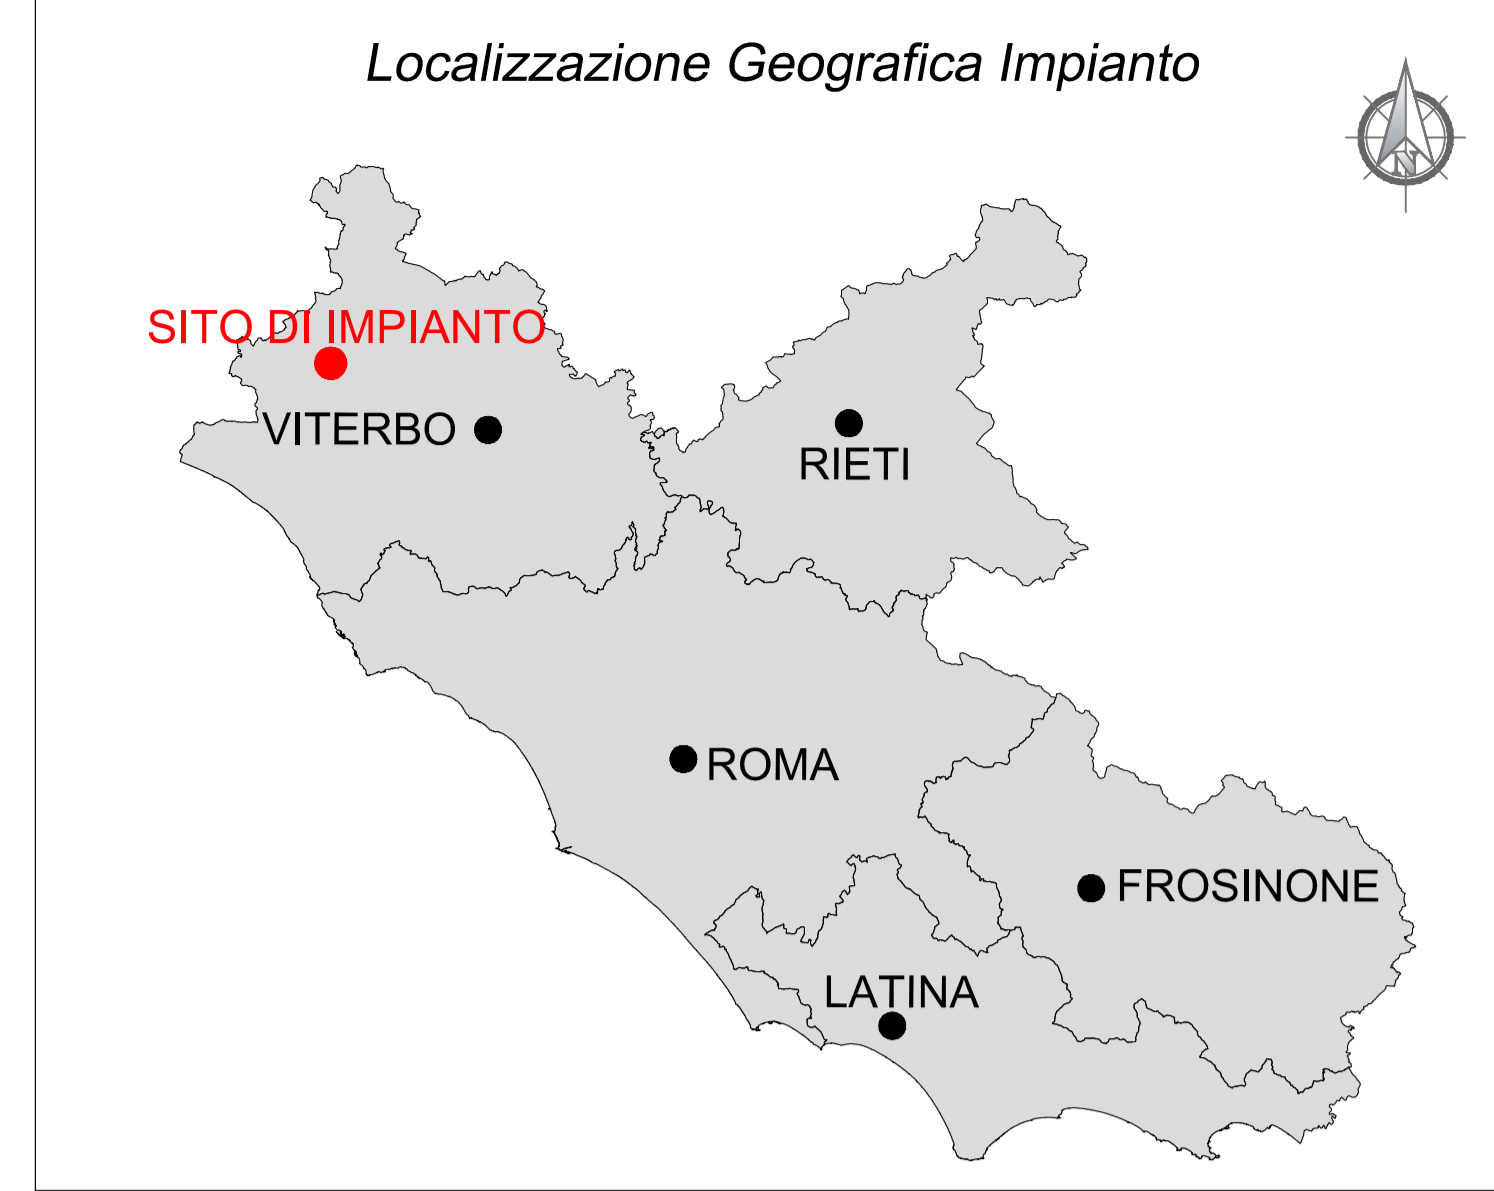 Localizzazione Geografica Impianto
N
SITO DI IMPIANTO
VITERBO
RIETI
ROMA
FROSINONE
LATINA